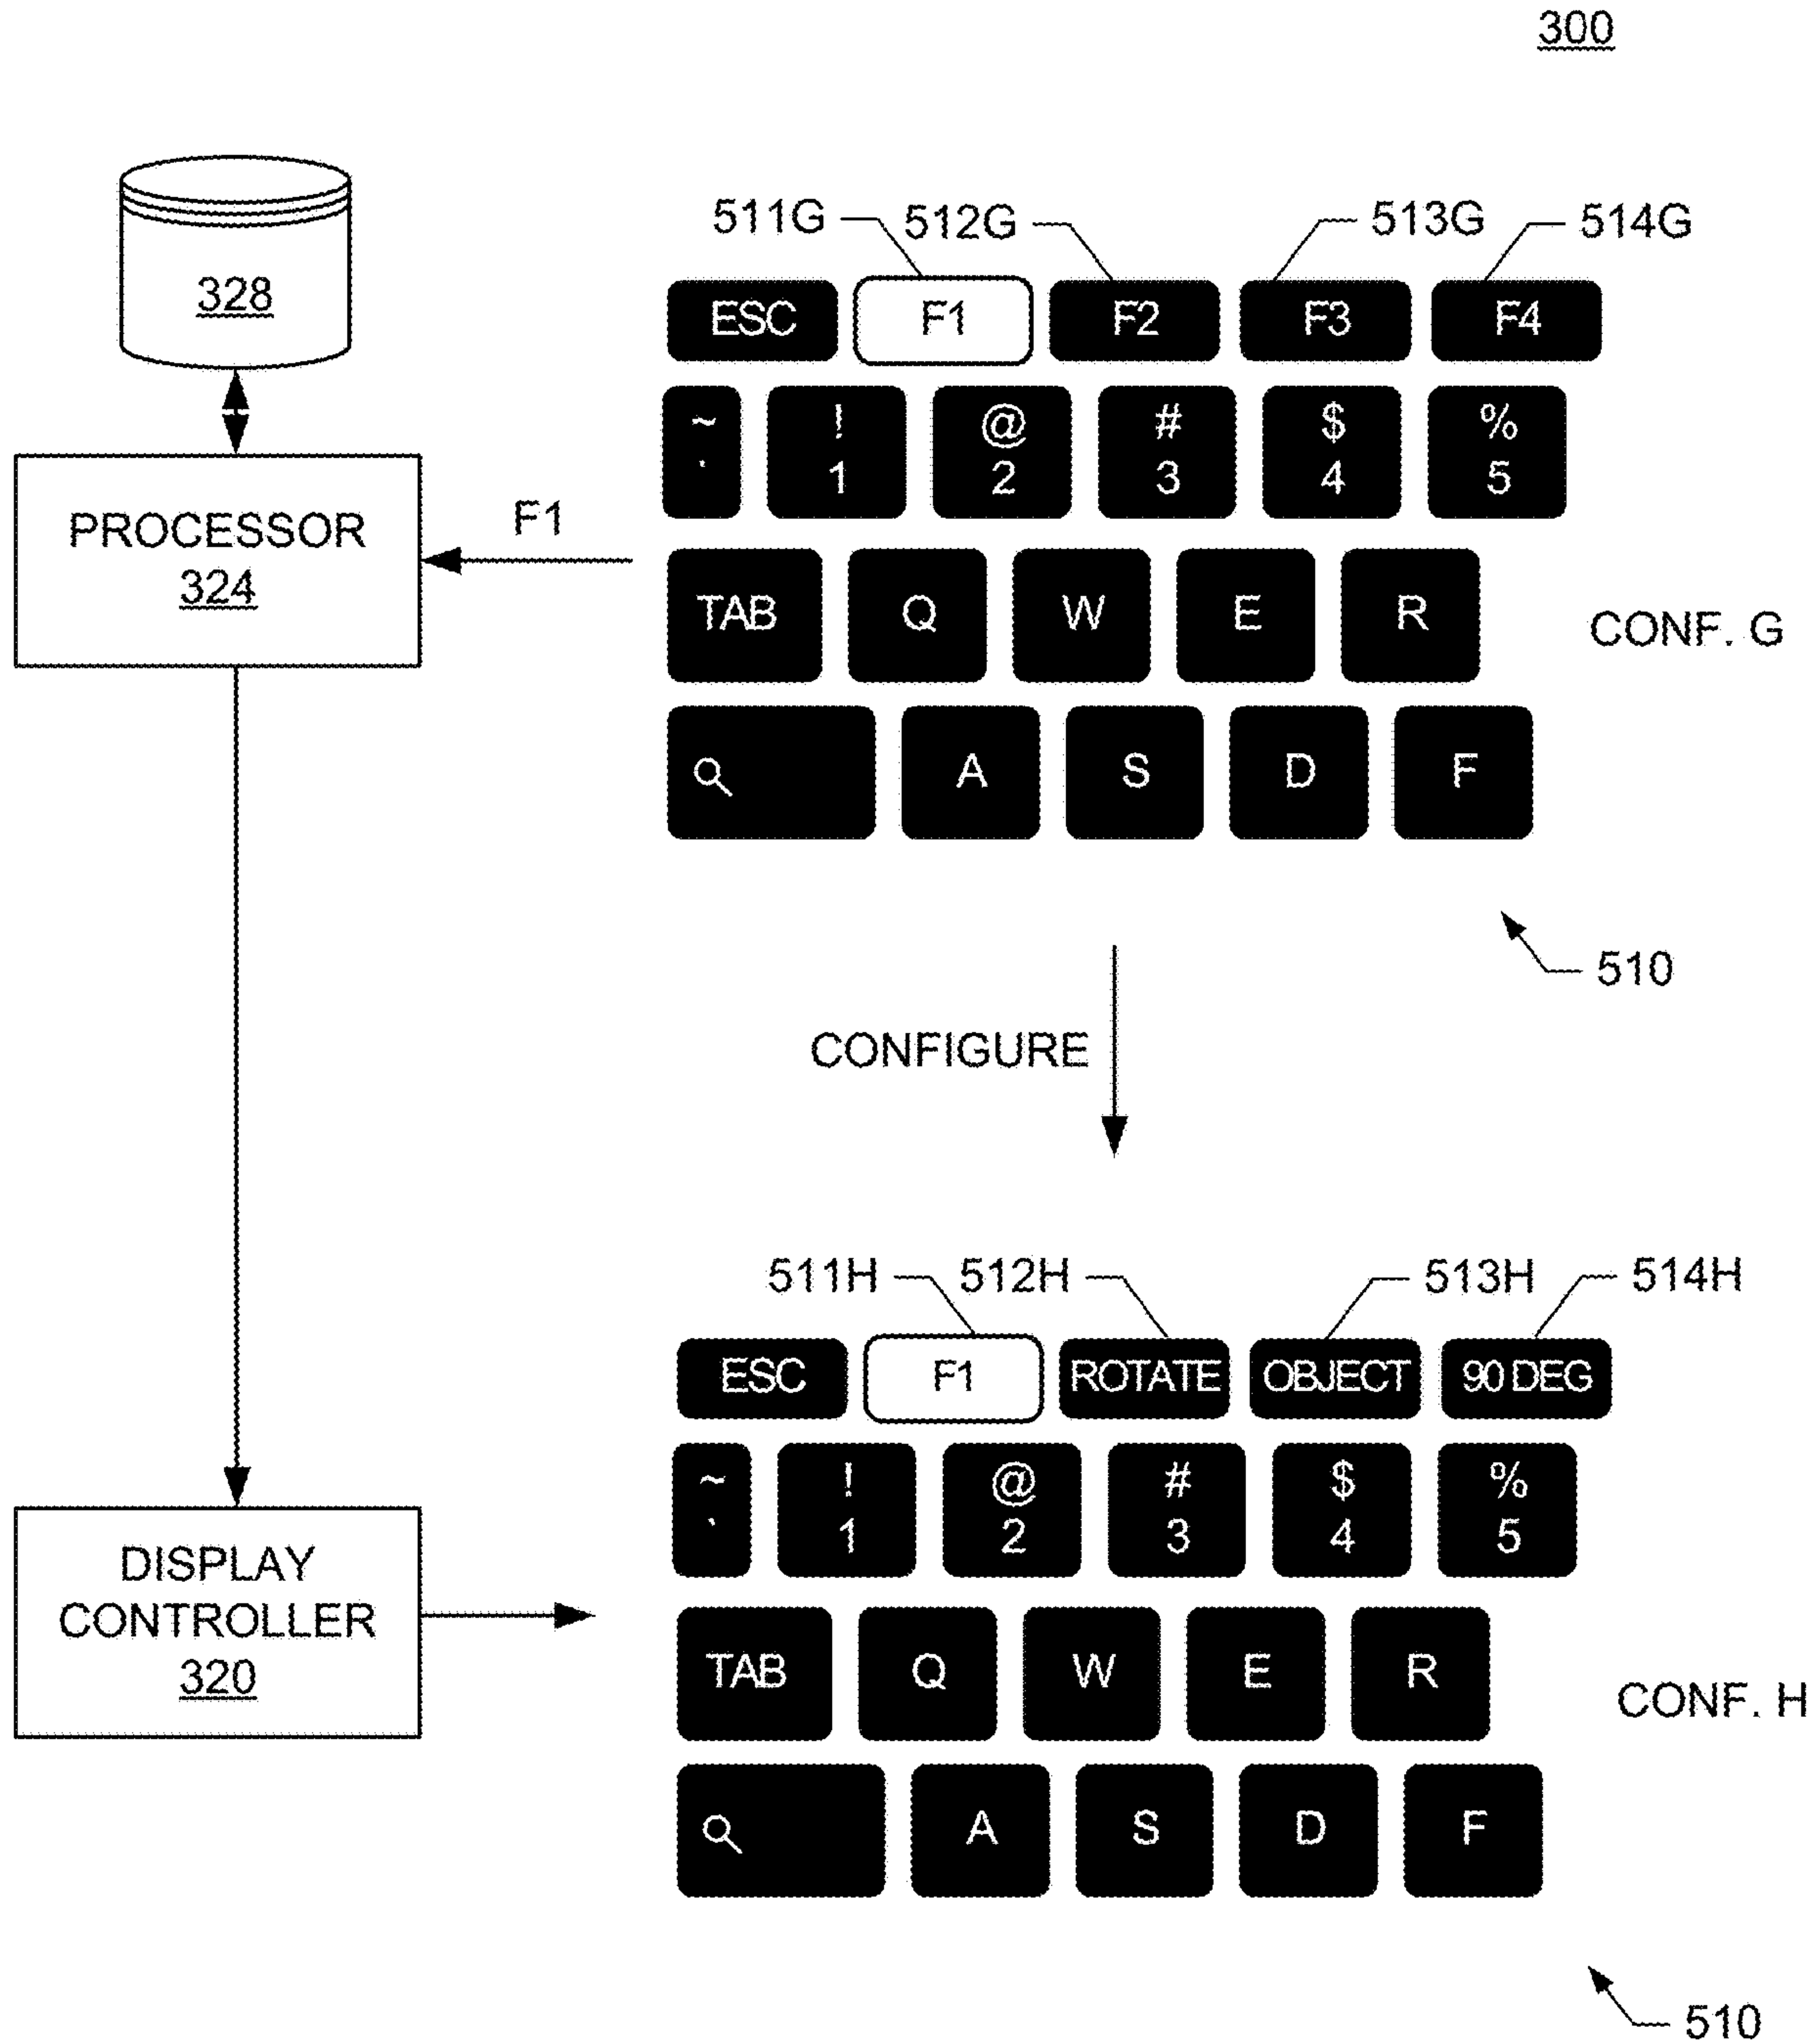 300
511G 512G 513G 514G
328
ESC F1 F2 F3 F4
~ ! @ # $ %
` 1 2 3 4 5
PROCESSOR
324
F1
TAB Q W E R
CONF. G
A S D F
510
CONFIGURE
511H 512H 513H 514H
ESC F1 ROTATE OBJECT 90 DEG
~ ! @ # $ %
` 1 2 3 4 5
DISPLAY
CONTROLLER
320
TAB Q W E R
CONF. H
A S D F
510